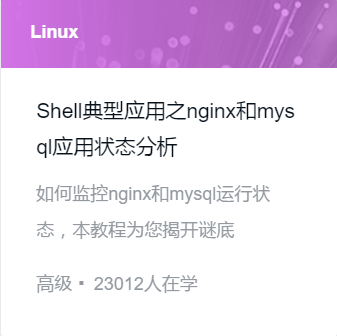 Linux
Shell典型应用之nginx和mys
ql应用状态分析
如何监控nginx和mysql运行状
态，本教程为您揭开谜底
高级 ▪ 23012人在学